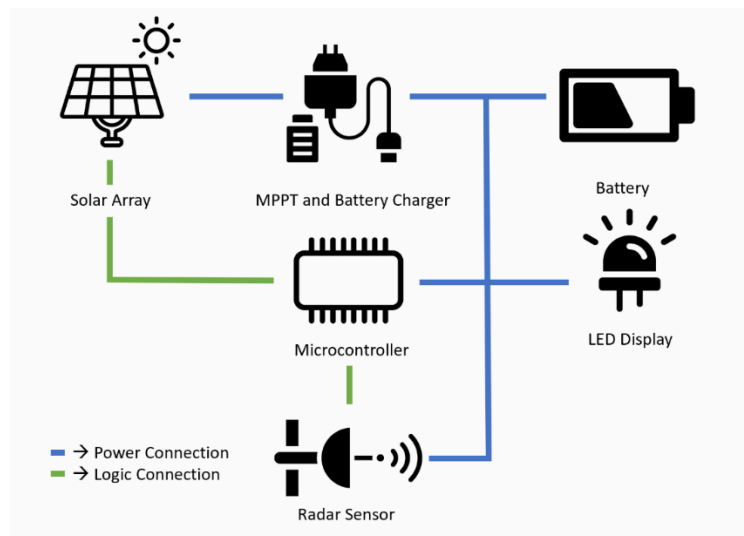 Solar Array
MPPT and Battery Charger
Battery
Microcontroller
LED Display
→ Power Connection
→ Logic Connection
Radar Sensor